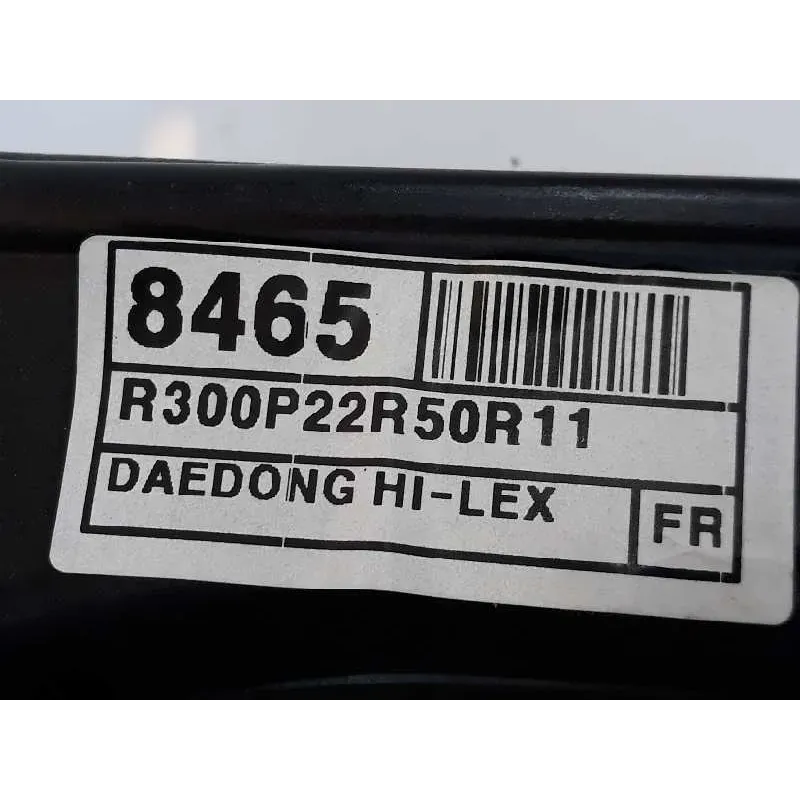 8465
R300P22R50R11
DAEDONG HI-LEX
FR